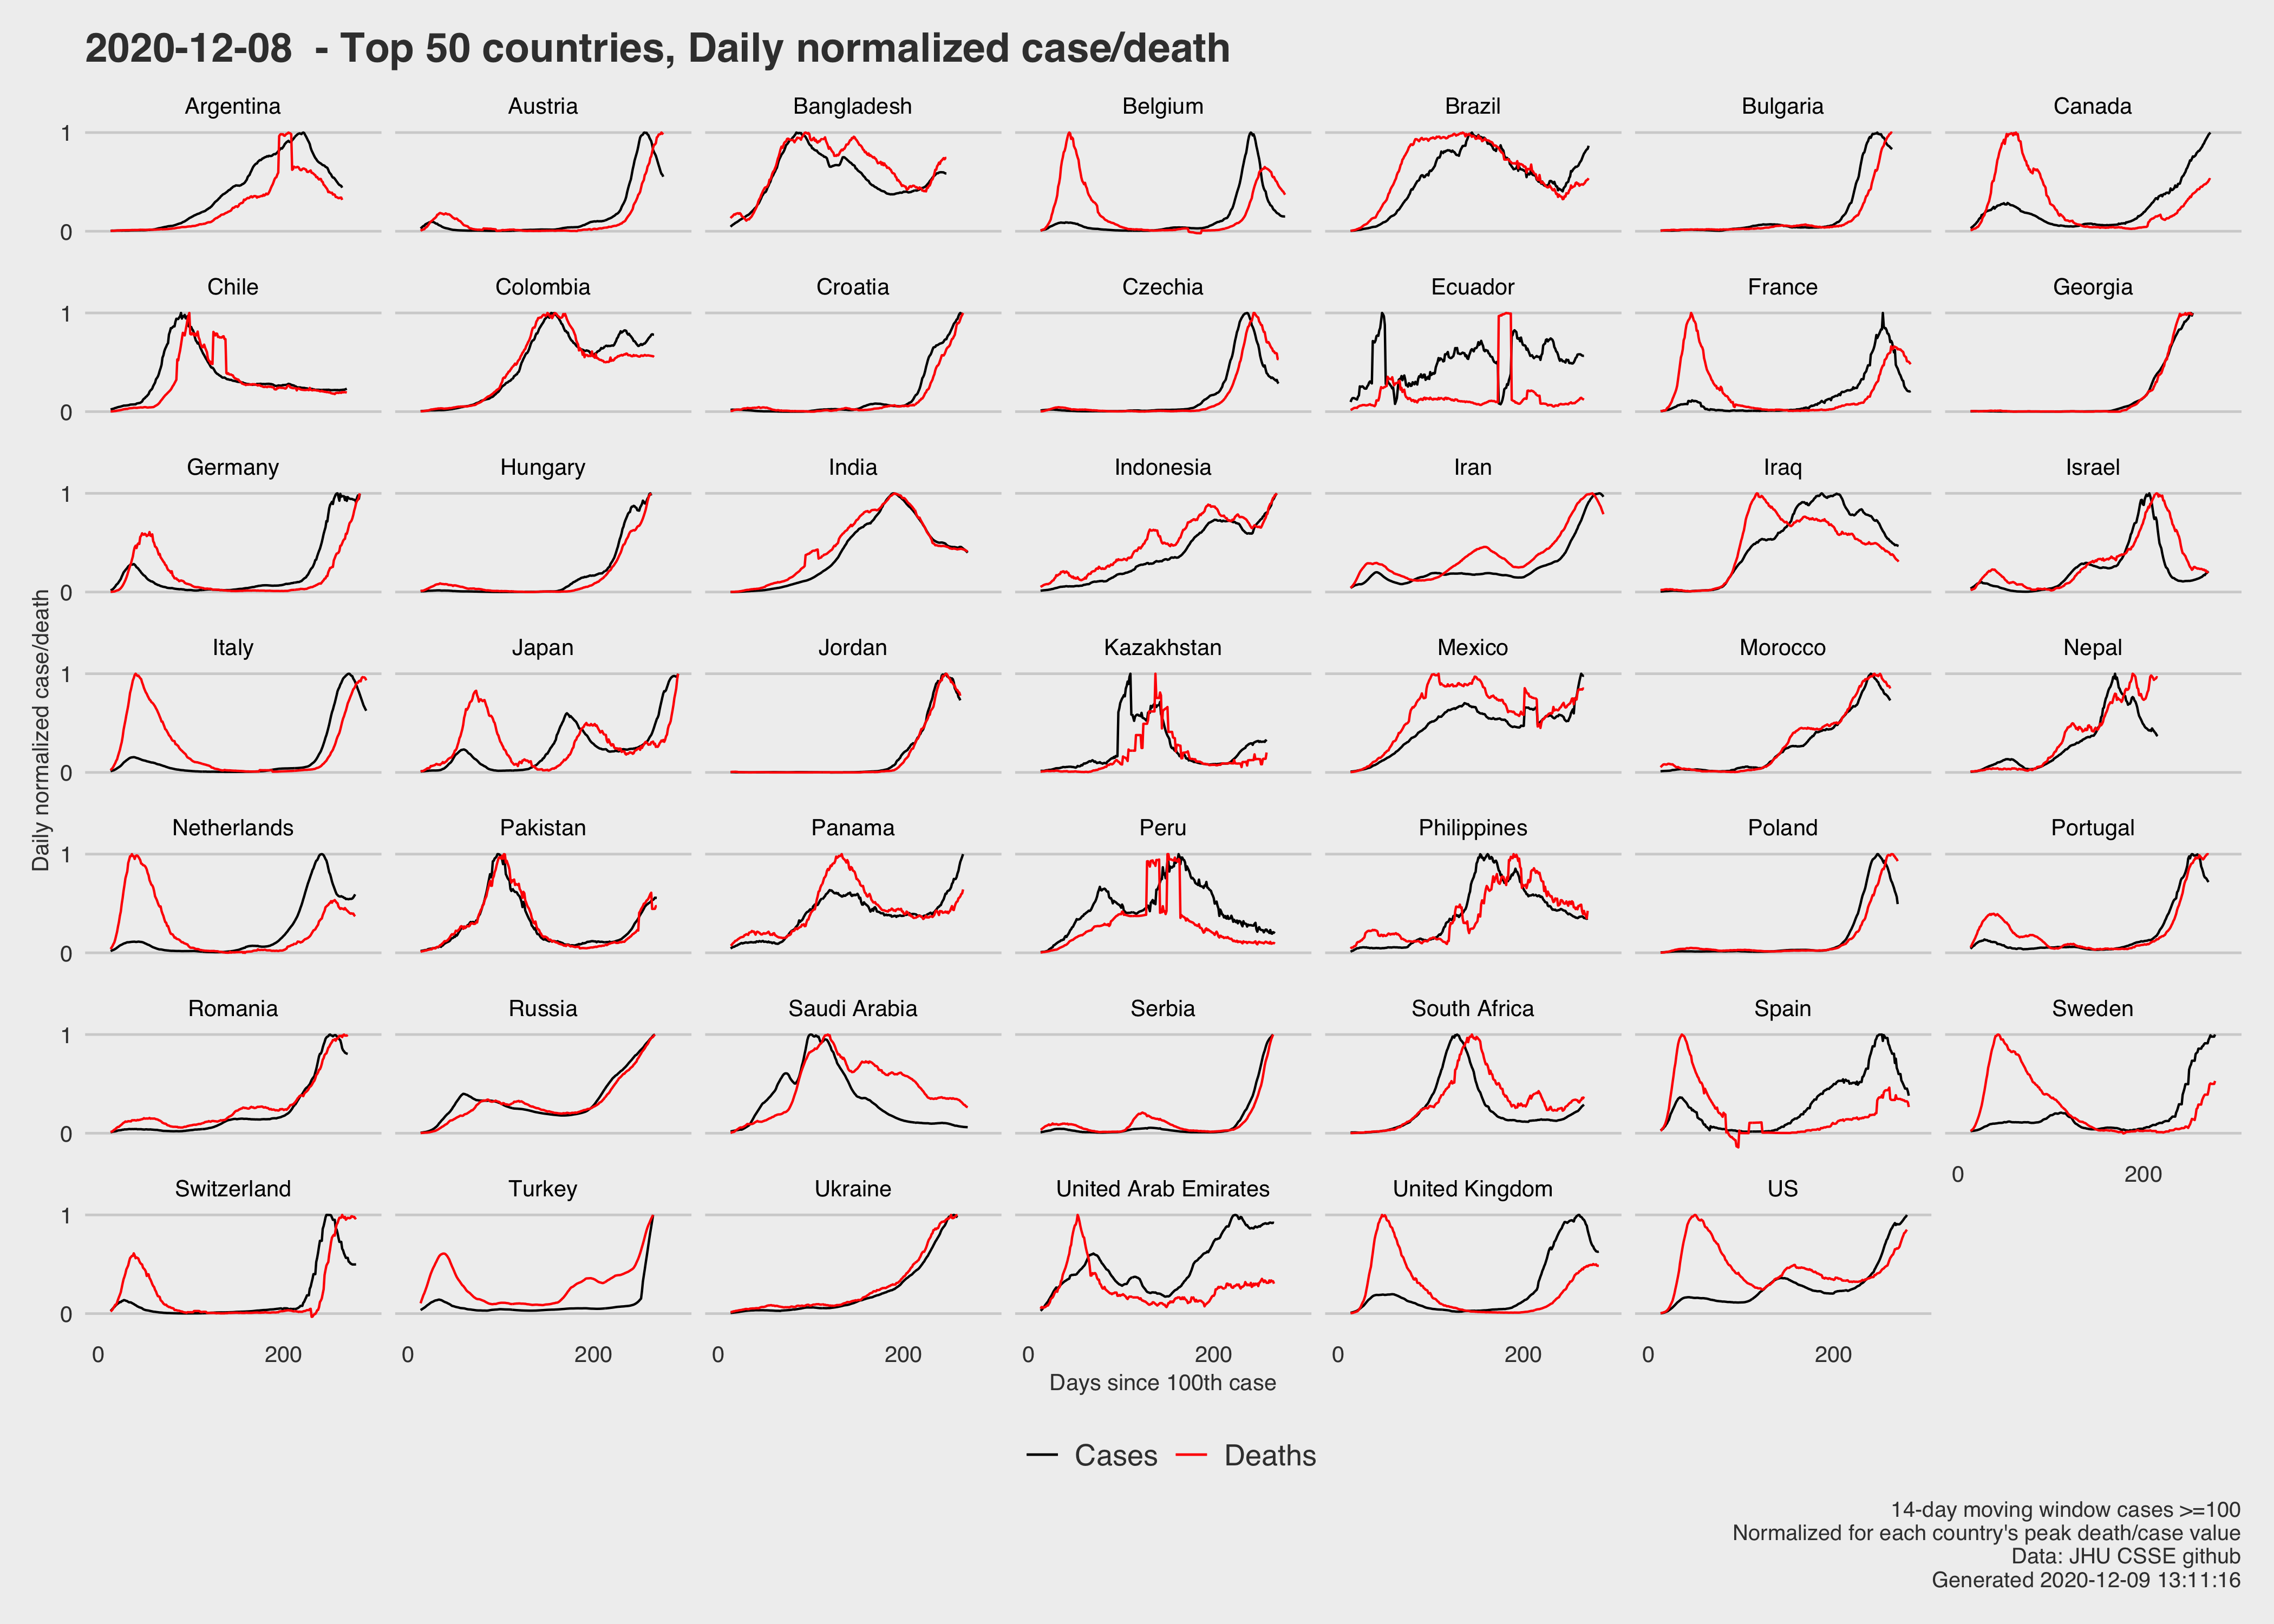 2020-12-08  - Top 50 countries, Daily normalized case/death
Argentina Austria Bangladesh Belgium Brazil Bulgaria Canada
1
0
Chile Colombia Croatia Czechia Ecuador France Georgia
1
0
Germany Hungary India Indonesia Iran Iraq Israel
1
0
Daily normalized case/death
Italy Japan Jordan Kazakhstan Mexico Morocco Nepal
1
0
Netherlands Pakistan Panama Peru Philippines Poland Portugal
1
0
Romania Russia Saudi Arabia Serbia South Africa Spain Sweden
1
0
0 200
Switzerland Turkey Ukraine United Arab Emirates United Kingdom US
1
0
0 200 0 200 0 200 0 200 0 200 0 200
Days since 100th case
Cases Deaths
14-day moving window cases >=100
Normalized for each country's peak death/case value
Data: JHU CSSE github
Generated 2020-12-09 13:11:16